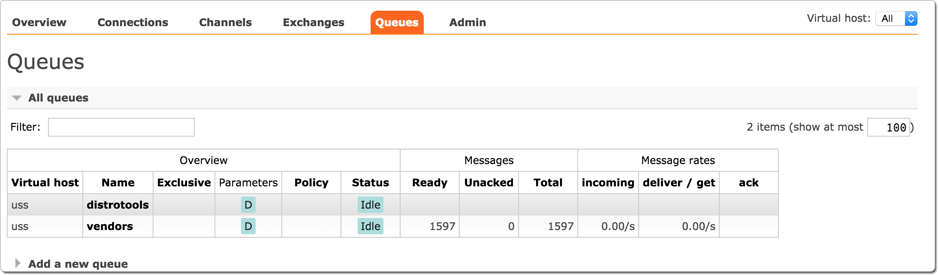 Overview Connections Channels Exchanges Queues Admin Virtual host: All
Queues
All queues
Filter: 2 items (show at most 100 )
Overview Messages Message rates
Virtual host Name Exclusive Parameters Policy Status Ready Unacked Total incoming deliver / get ack
uss distrotools D Idle
uss vendors D Idle 1597 0 1597 0.00/s 0.00/s
Add a new queue